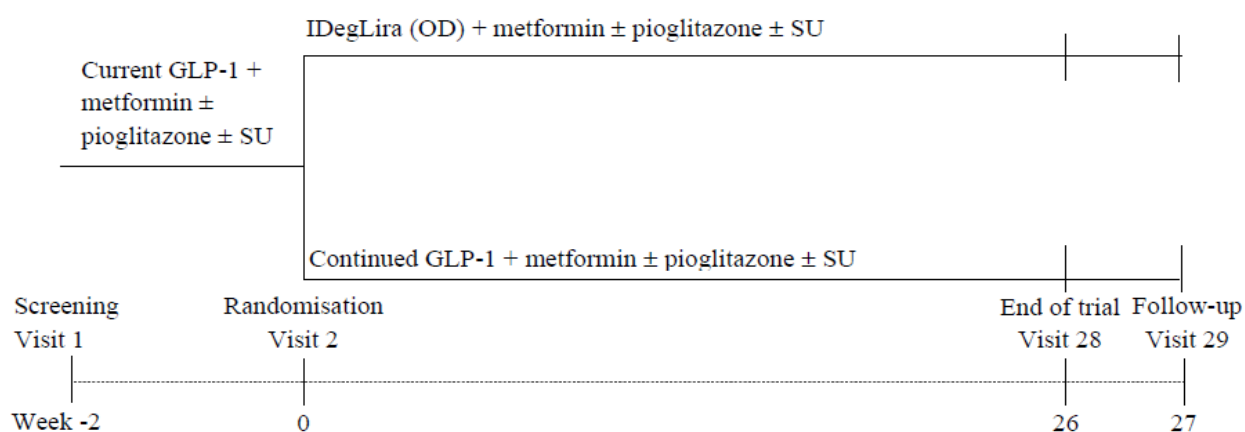 IDegLira (OD) + metformin ± pioglitazone ± SU
Current GLP-1 +
metformin ±
pioglitazone ± SU
Continued GLP-1 + metformin ± pioglitazone ± SU
Screening
Visit 1
Randomisation
Visit 2
End of trial
Visit 28
Follow-up
Visit 29
Week -2
0
26
27